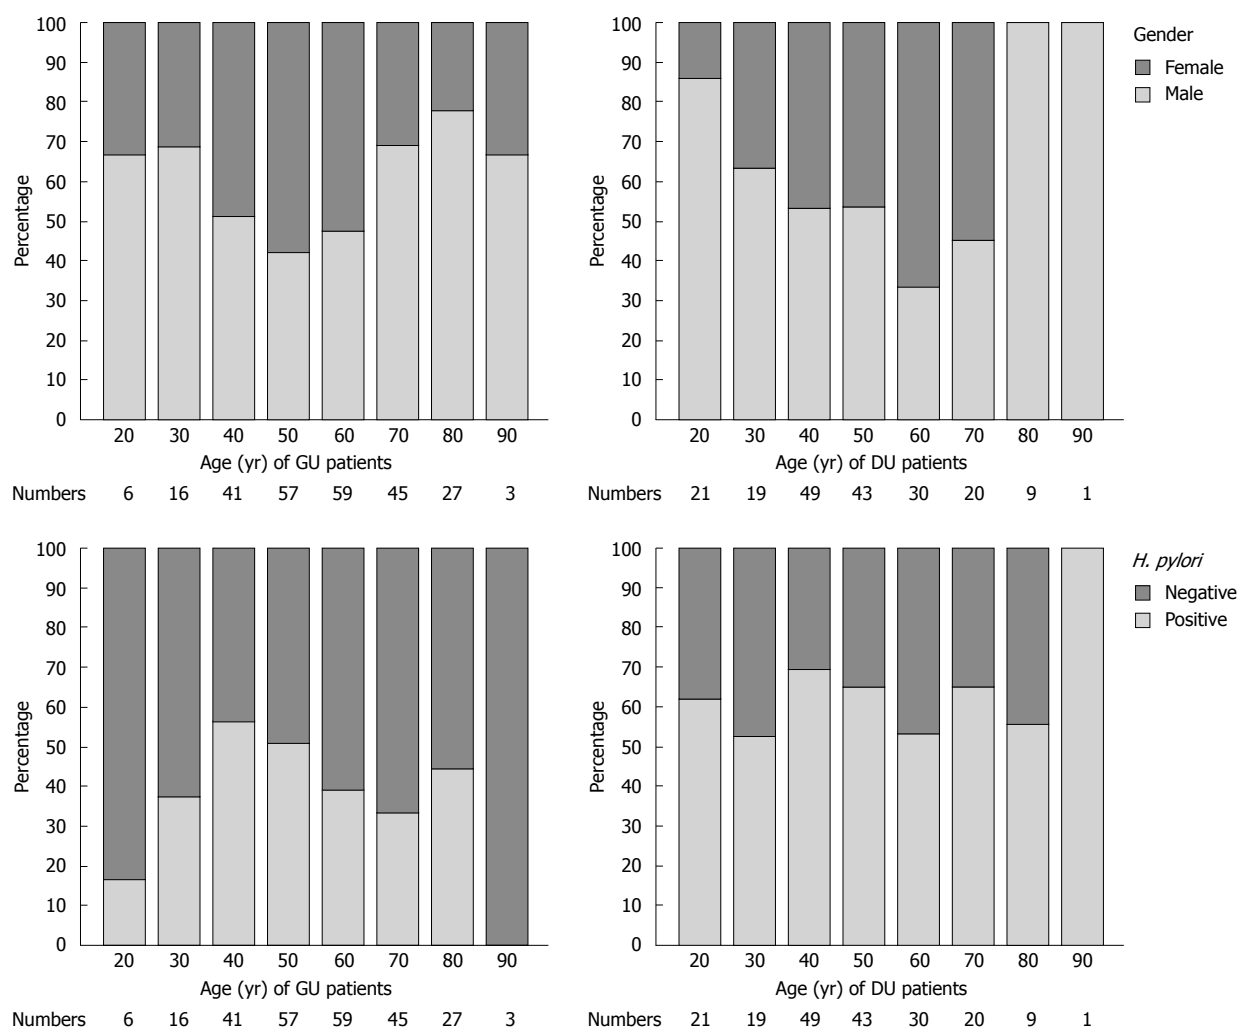 100
90
80
70
60
50
40
30
20
10
0
Percentage
20 30 40 50 60 70 80 90
Age (yr) of GU patients
Numbers 6 16 41 57 59 45 27 3
100
90
80
70
60
50
40
30
20
10
0
Percentage
20 30 40 50 60 70 80 90
Age (yr) of DU patients
Numbers 21 19 49 43 30 20 9 1
Gender
Female
Male
100
90
80
70
60
50
40
30
20
10
0
Percentage
20 30 40 50 60 70 80 90
Age (yr) of GU patients
Numbers 6 16 41 57 59 45 27 3
100
90
80
70
60
50
40
30
20
10
0
Percentage
20 30 40 50 60 70 80 90
Age (yr) of DU patients
Numbers 21 19 49 43 30 20 9 1
H. pylori
Negative
Positive